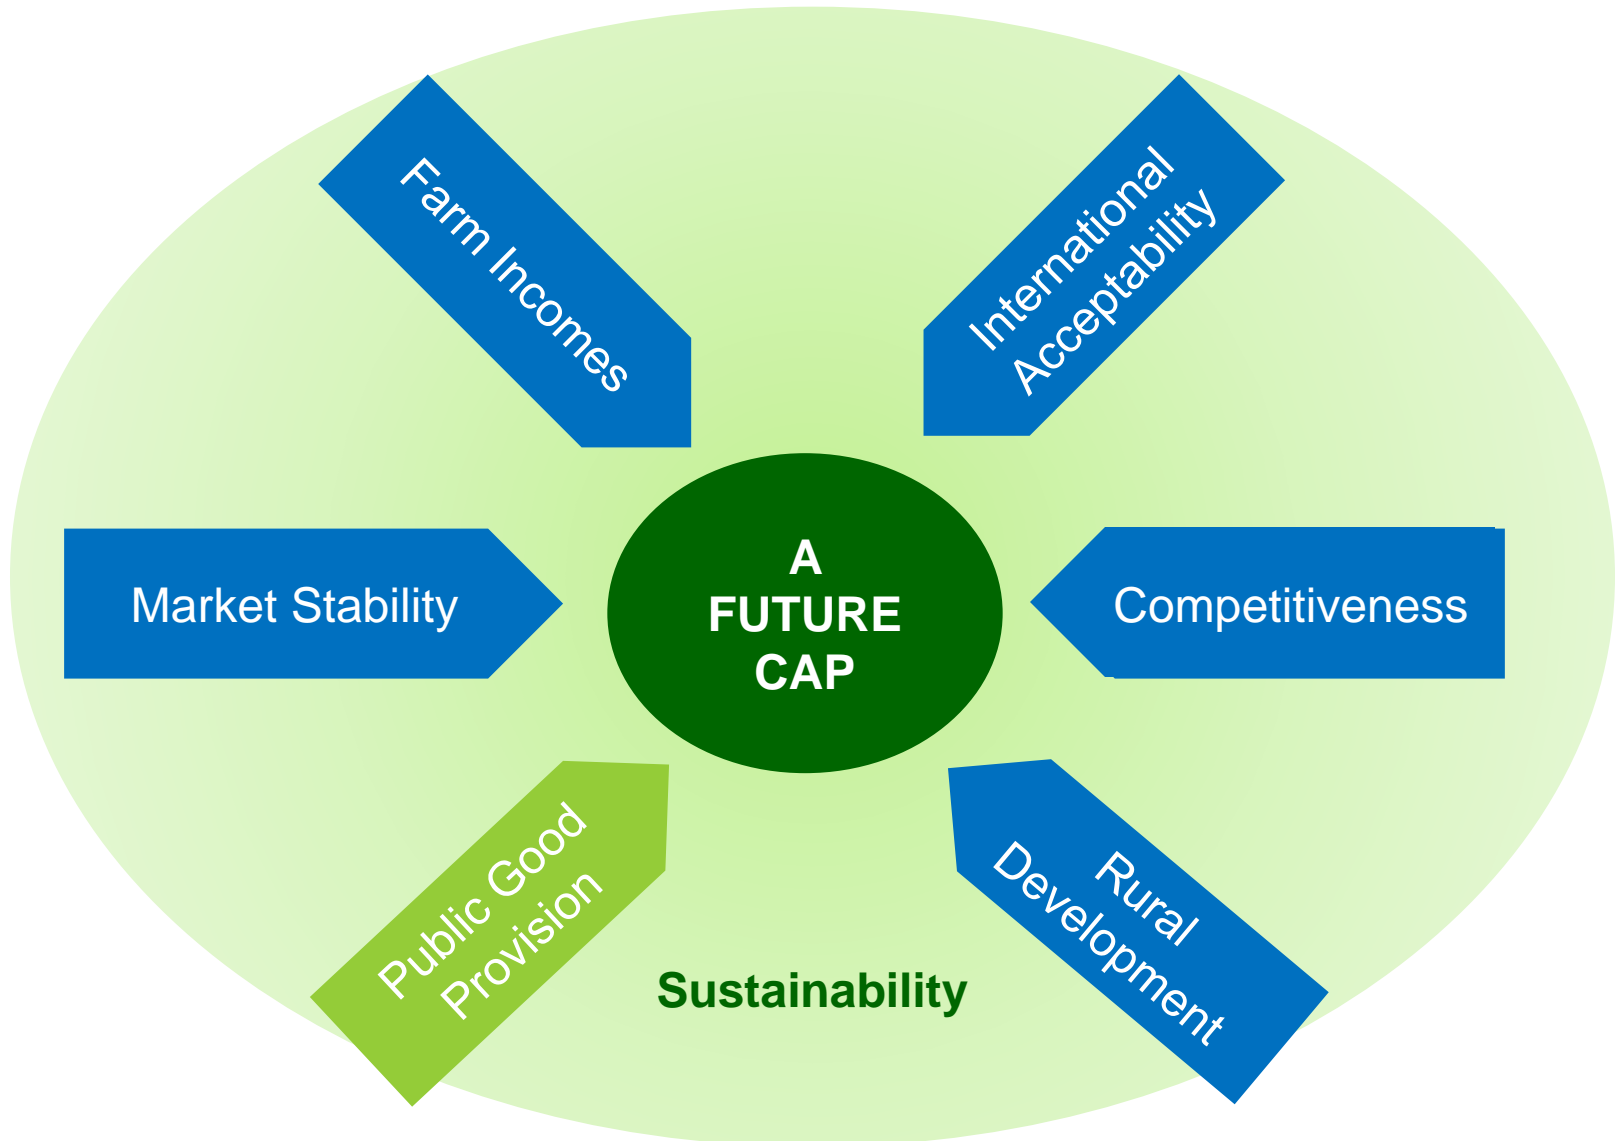 Farm Incomes
International
Acceptability
Market Stability
A
FUTURE
CAP
Competitiveness
Public Good
Provision
Rural
Development
Sustainability